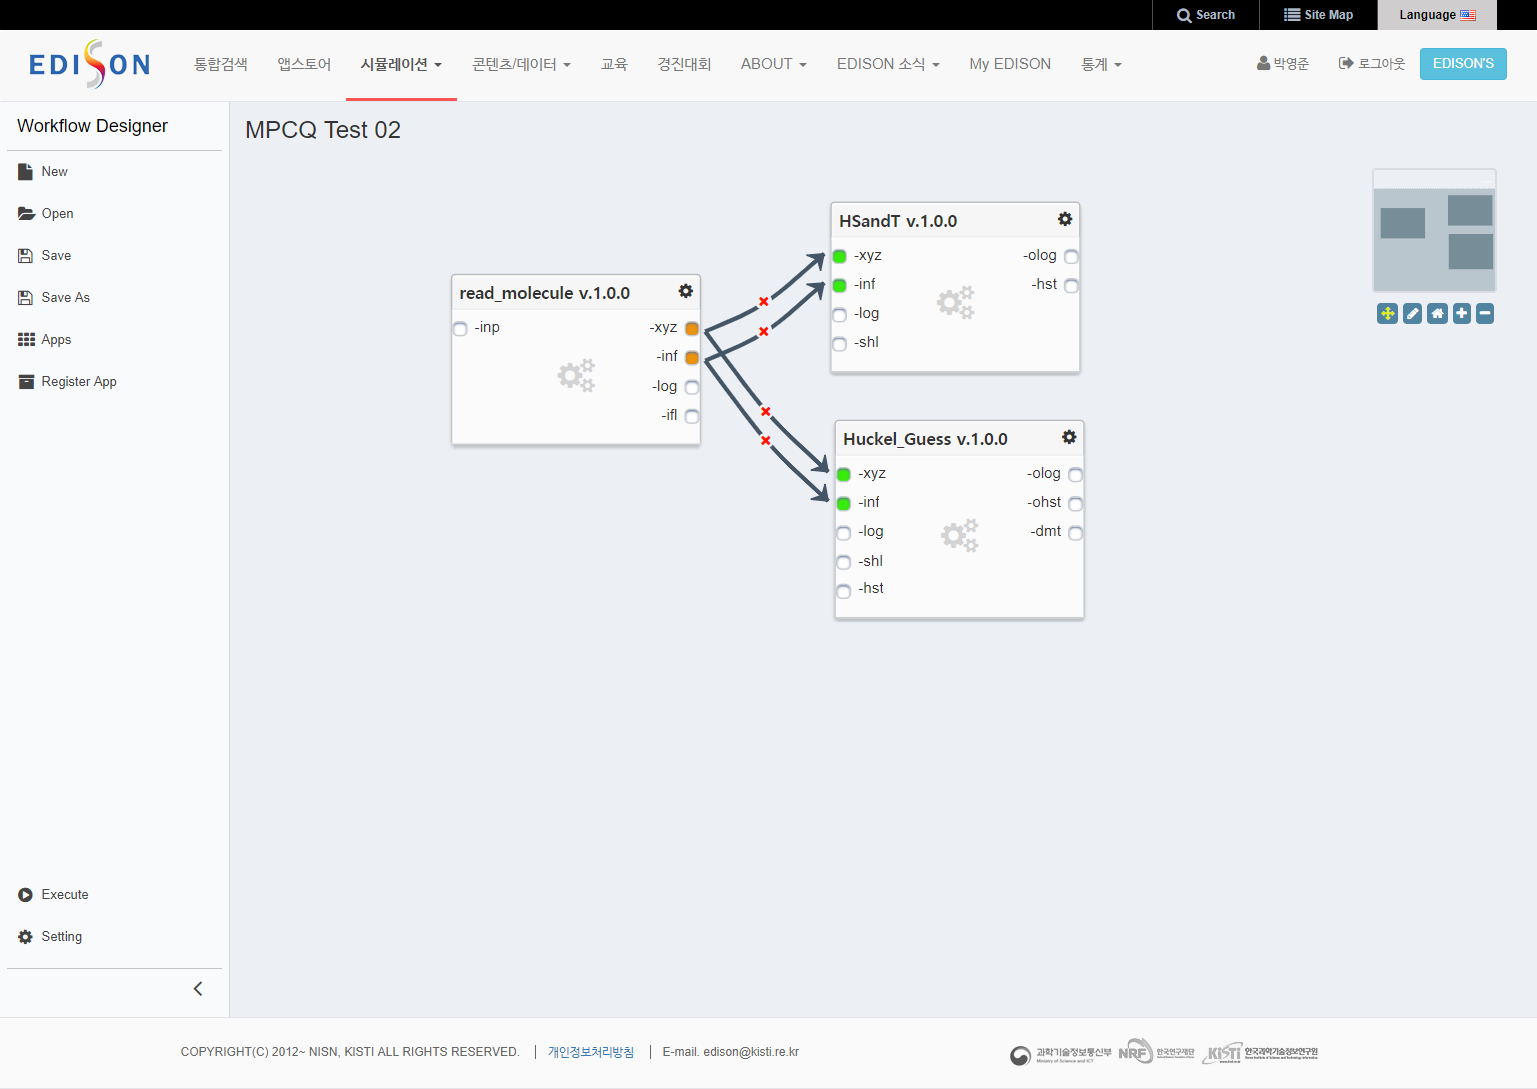 Search
Site Map
Language
EDISON
통합검색
앱스토어
시뮬레이션
콘텐츠/데이터
교육
경진대회
ABOUT
EDISON 소식
My EDISON
통계
박영준
로그아웃
EDISON'S
Workflow Designer
New
Open
Save
Save As
Apps
Register App
Execute
Setting
MPCQ Test 02
read_molecule v.1.0.0
-inp
-xyz
-inf
-log
-ifl
HSandT v.1.0.0
-xyz
-inf
-log
-shl
-olog
-hst
Huckel_Guess v.1.0.0
-xyz
-inf
-log
-shl
-hst
-olog
-ohst
-dmt
COPYRIGHT(C) 2012~ NISN, KISTI ALL RIGHTS RESERVED.
개인정보처리방침
E-mail. edison@kisti.re.kr
과학기술정보통신부
Ministry of Science and ICT
NRF 한국연구재단
KiSTi 한국과학기술정보연구원